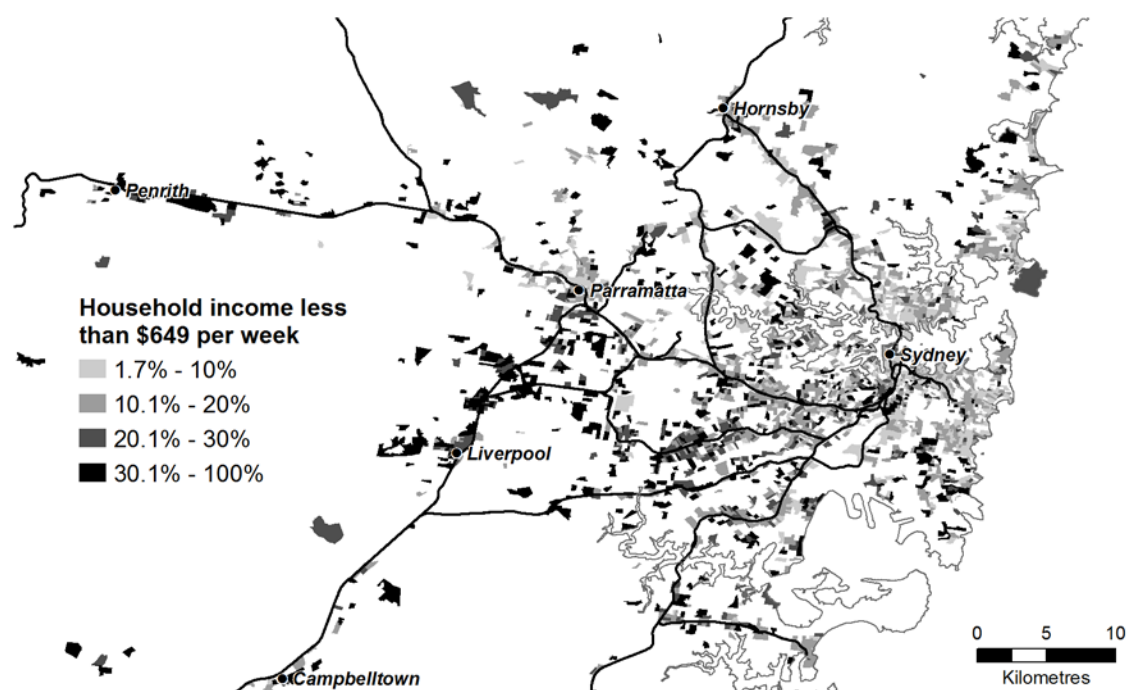 Hornsby
Penrith
Parramatta
Household income less
than $649 per week
1.7% - 10%
10.1% - 20%
20.1% - 30%
30.1% - 100%
Sydney
Liverpool
Campbelltown
0 5 10
Kilometres